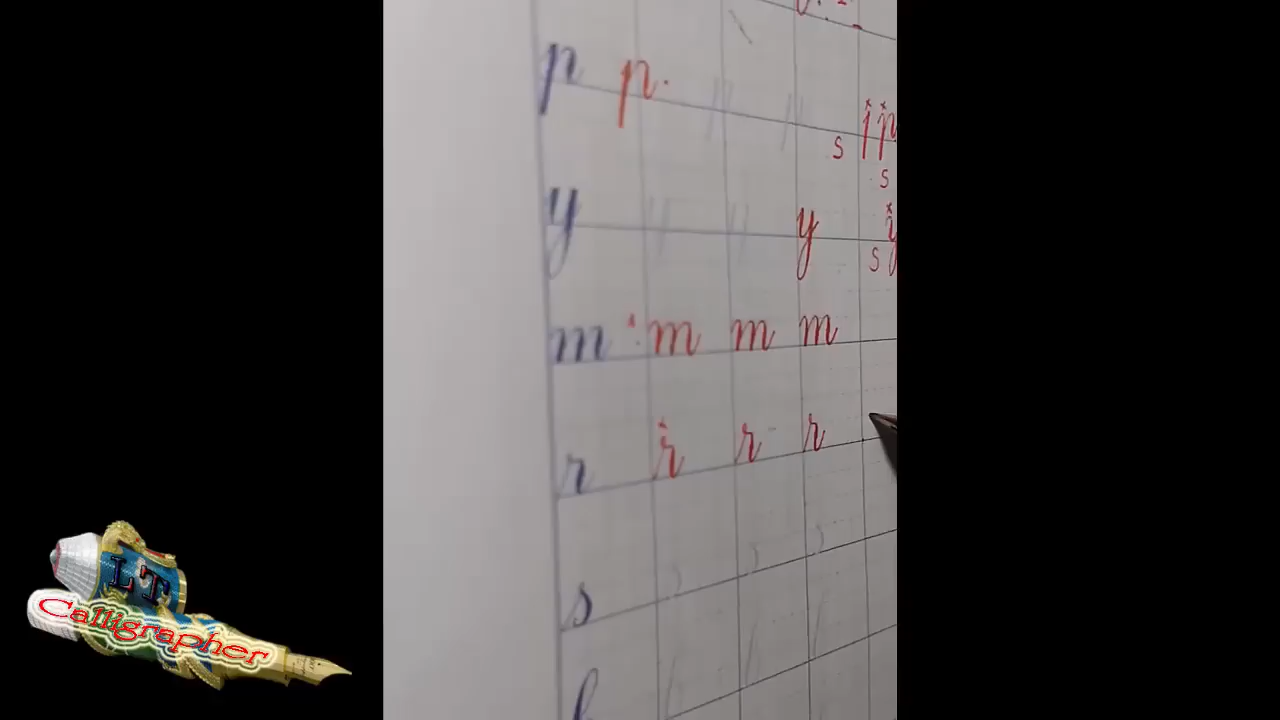 p p.
s
s
y y
s
m m m m
r r r r
s
LT
Calligrapher